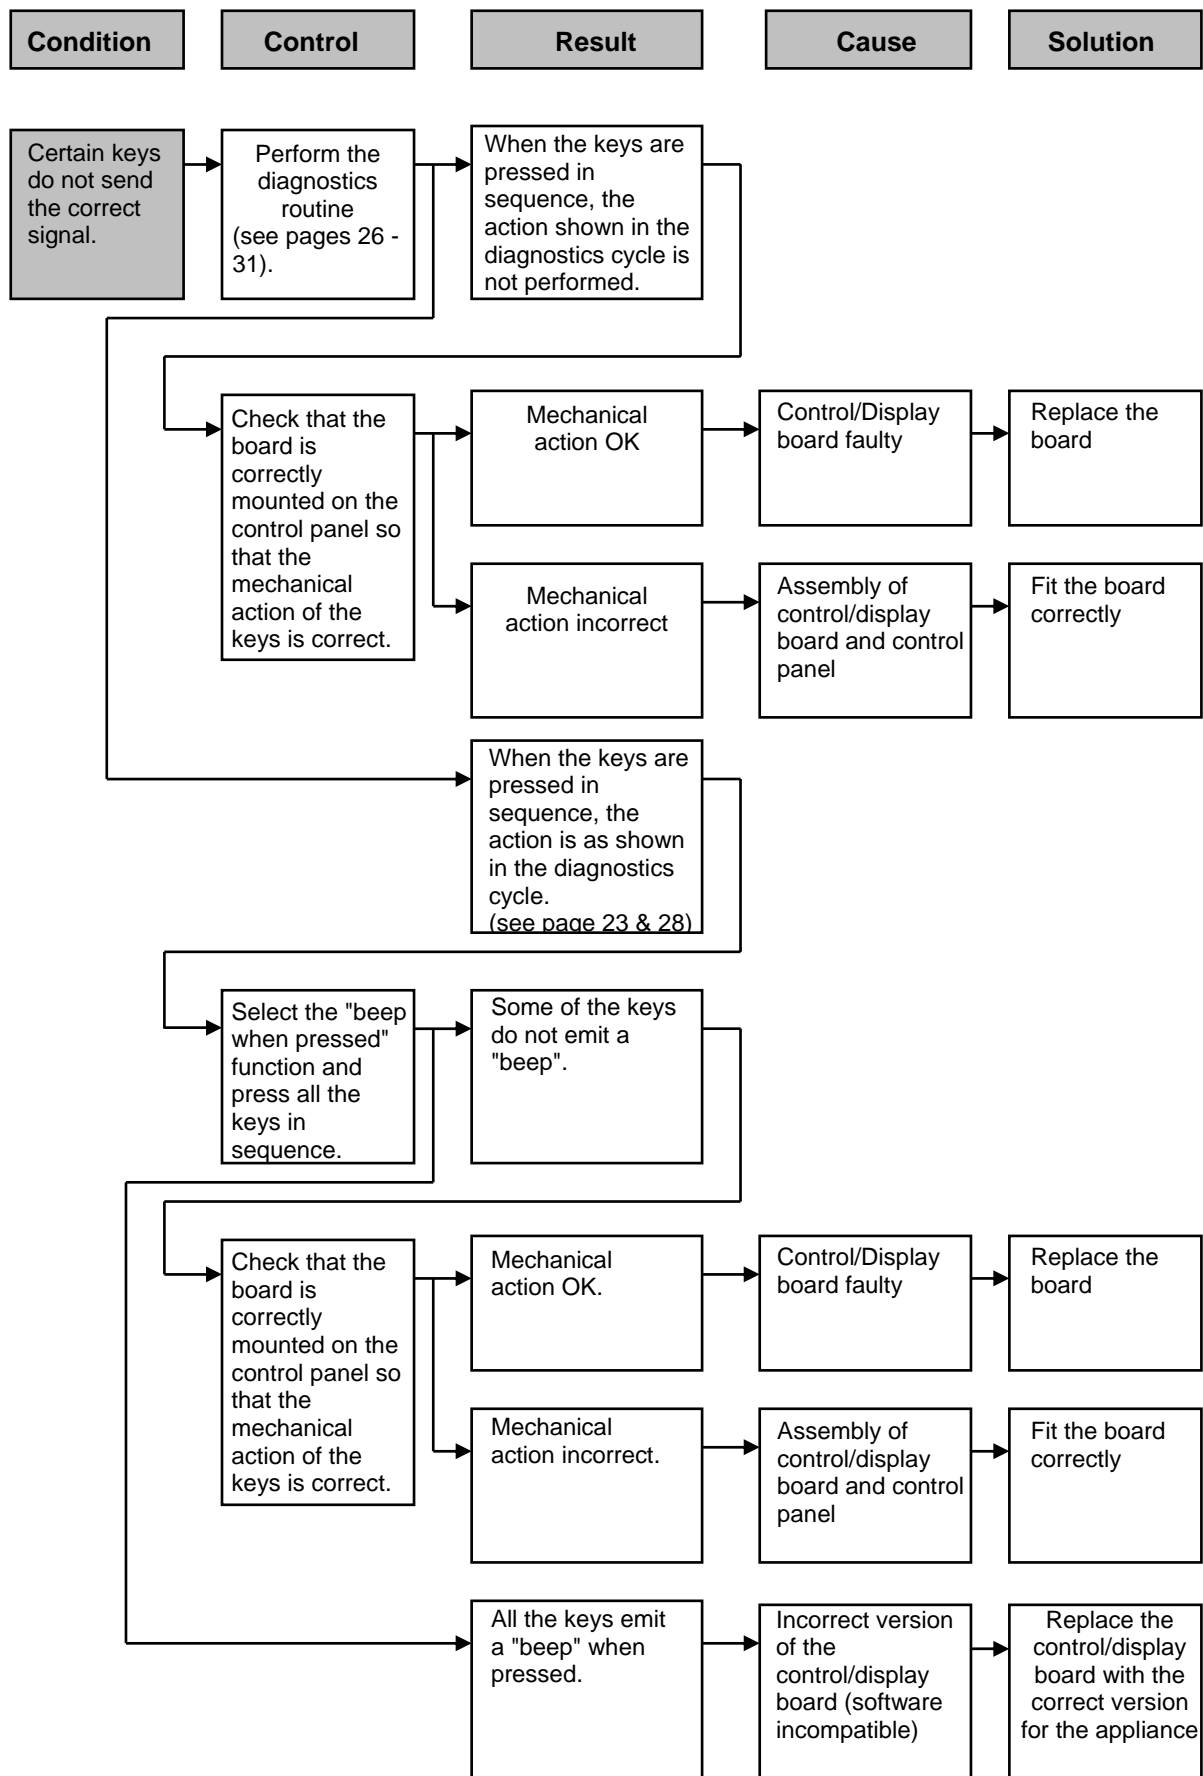 Condition
Control
Result
Cause
Solution
Certain keys
do not send
the correct
signal.
Perform the
diagnostics
routine
(see pages 26 -
31).
When the keys are
pressed in
sequence, the
action shown in the
diagnostics cycle is
not performed.
Check that the
board is
correctly
mounted on the
control panel so
that the
mechanical
action of the
keys is correct.
Mechanical
action OK
Control/Display
board faulty
Replace the
board
Mechanical
action incorrect
Assembly of
control/display
board and control
panel
Fit the board
correctly
When the keys are
pressed in
sequence, the
action is as shown
in the diagnostics
cycle.
(see page 23 & 28)
Select the "beep
when pressed"
function and
press all the
keys in
sequence.
Some of the keys
do not emit a
"beep".
Check that the
board is
correctly
mounted on the
control panel so
that the
mechanical
action of the
keys is correct.
Mechanical
action OK.
Control/Display
board faulty
Replace the
board
Mechanical
action incorrect.
Assembly of
control/display
board and control
panel
Fit the board
correctly
All the keys emit
a "beep" when
pressed.
Incorrect version
of the
control/display
board (software
incompatible)
Replace the
control/display
board with the
correct version
for the appliance